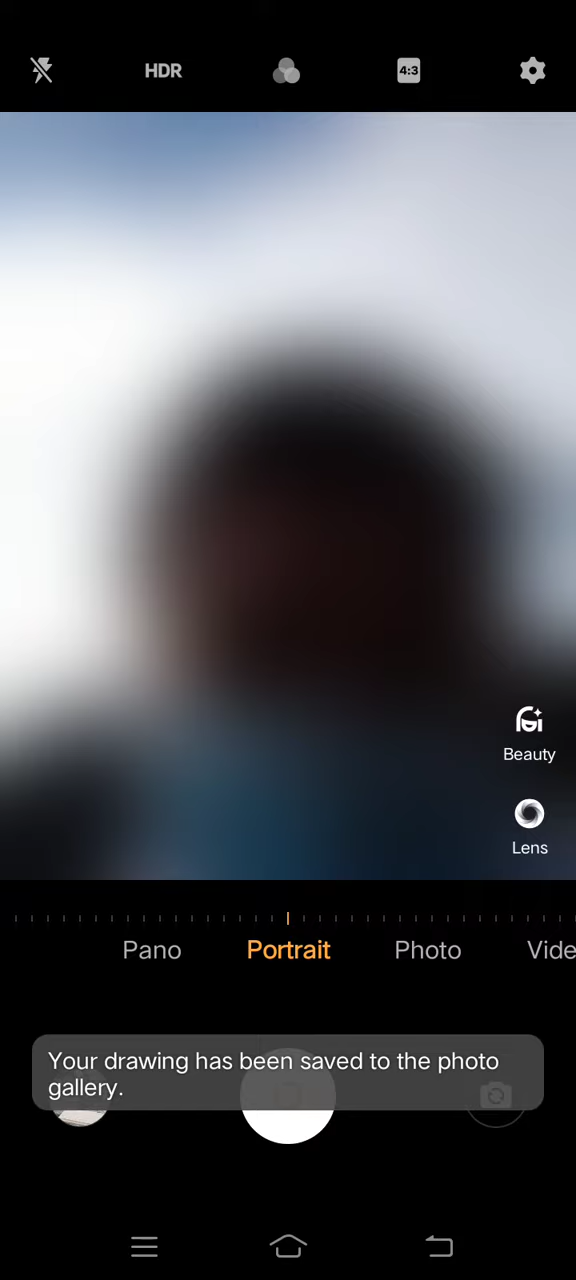 HDR
4:3
Beauty
Lens
Pano Portrait Photo Vide
Your drawing has been saved to the photo
gallery.